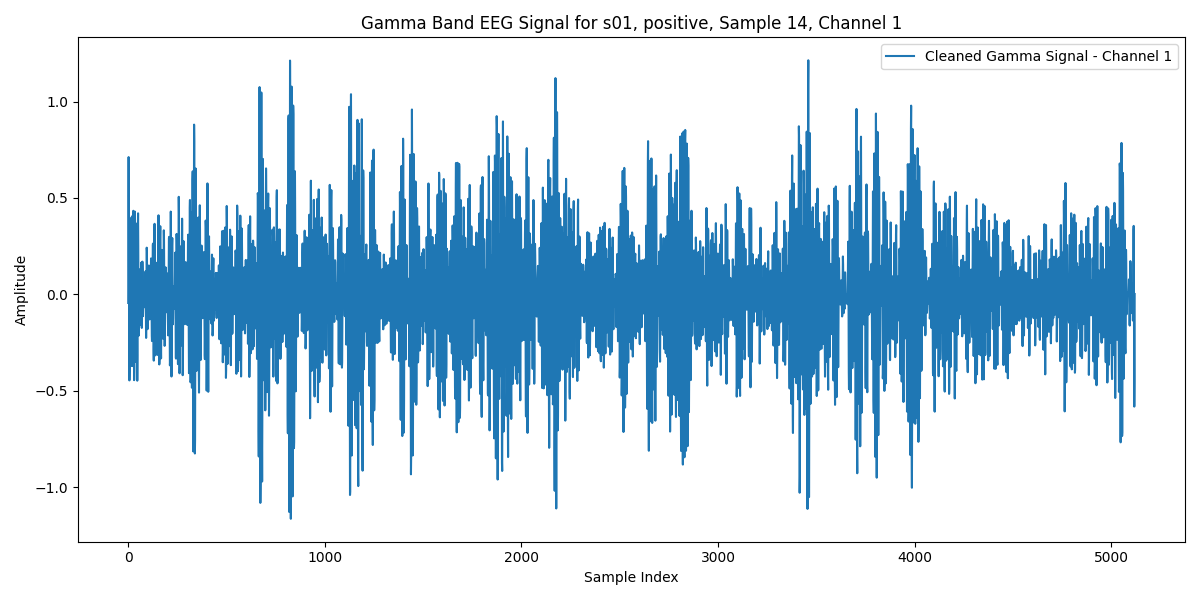 Gamma Band EEG Signal for s01, positive, Sample 14, Channel 1
Cleaned Gamma Signal - Channel 1
Amplitude
1.0
0.5
0.0
−0.5
−1.0
0 1000 2000 3000 4000 5000
Sample Index